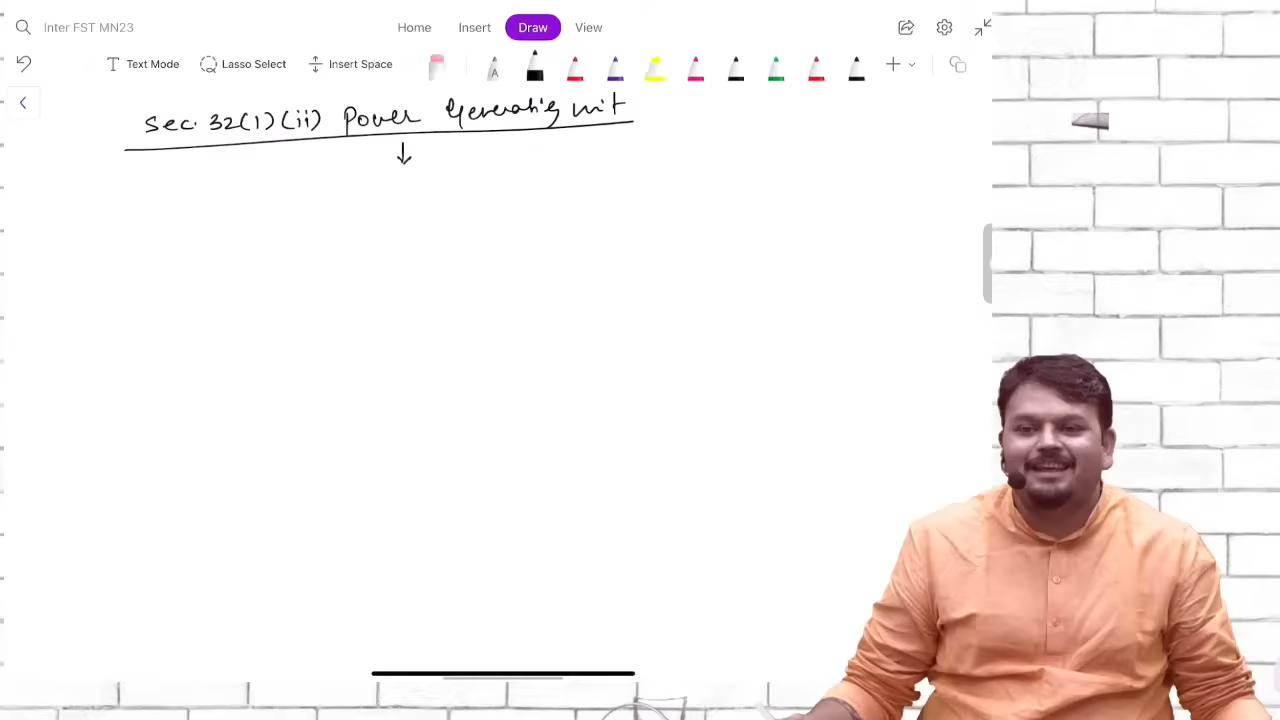 Inter FST MN23
Home Insert Draw View
Text Mode Lasso Select Insert Space
A
Sec. 32(1)(ii) Power Generating unit